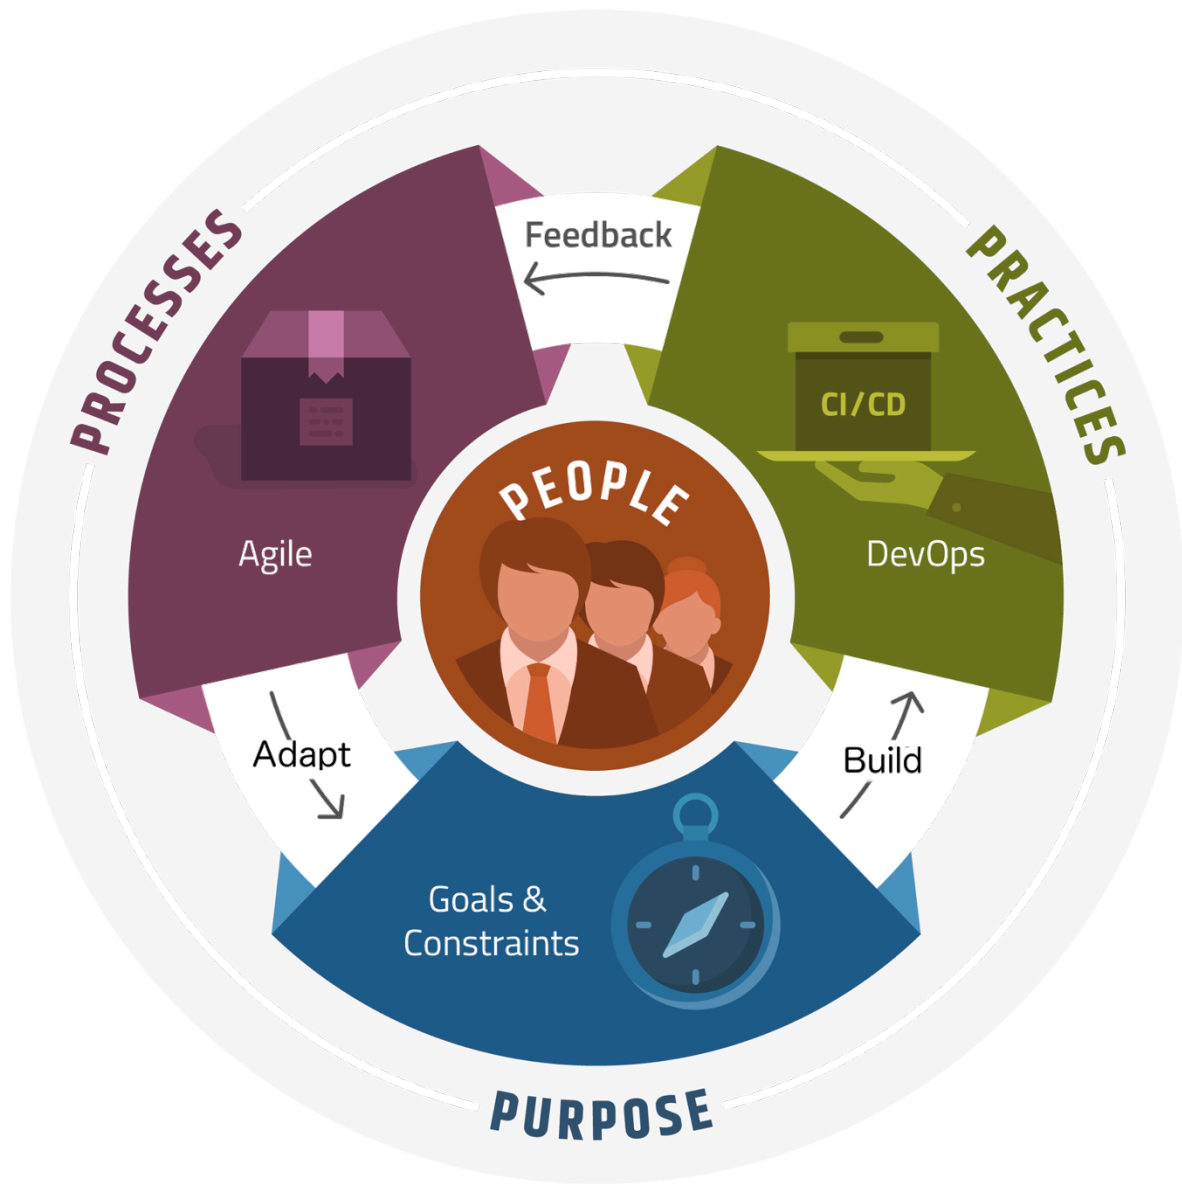 PROCESSES
PRACTICES
PURPOSE
PEOPLE
Feedback
CI/CD
Agile
DevOps
Adapt
Build
Goals &
Constraints